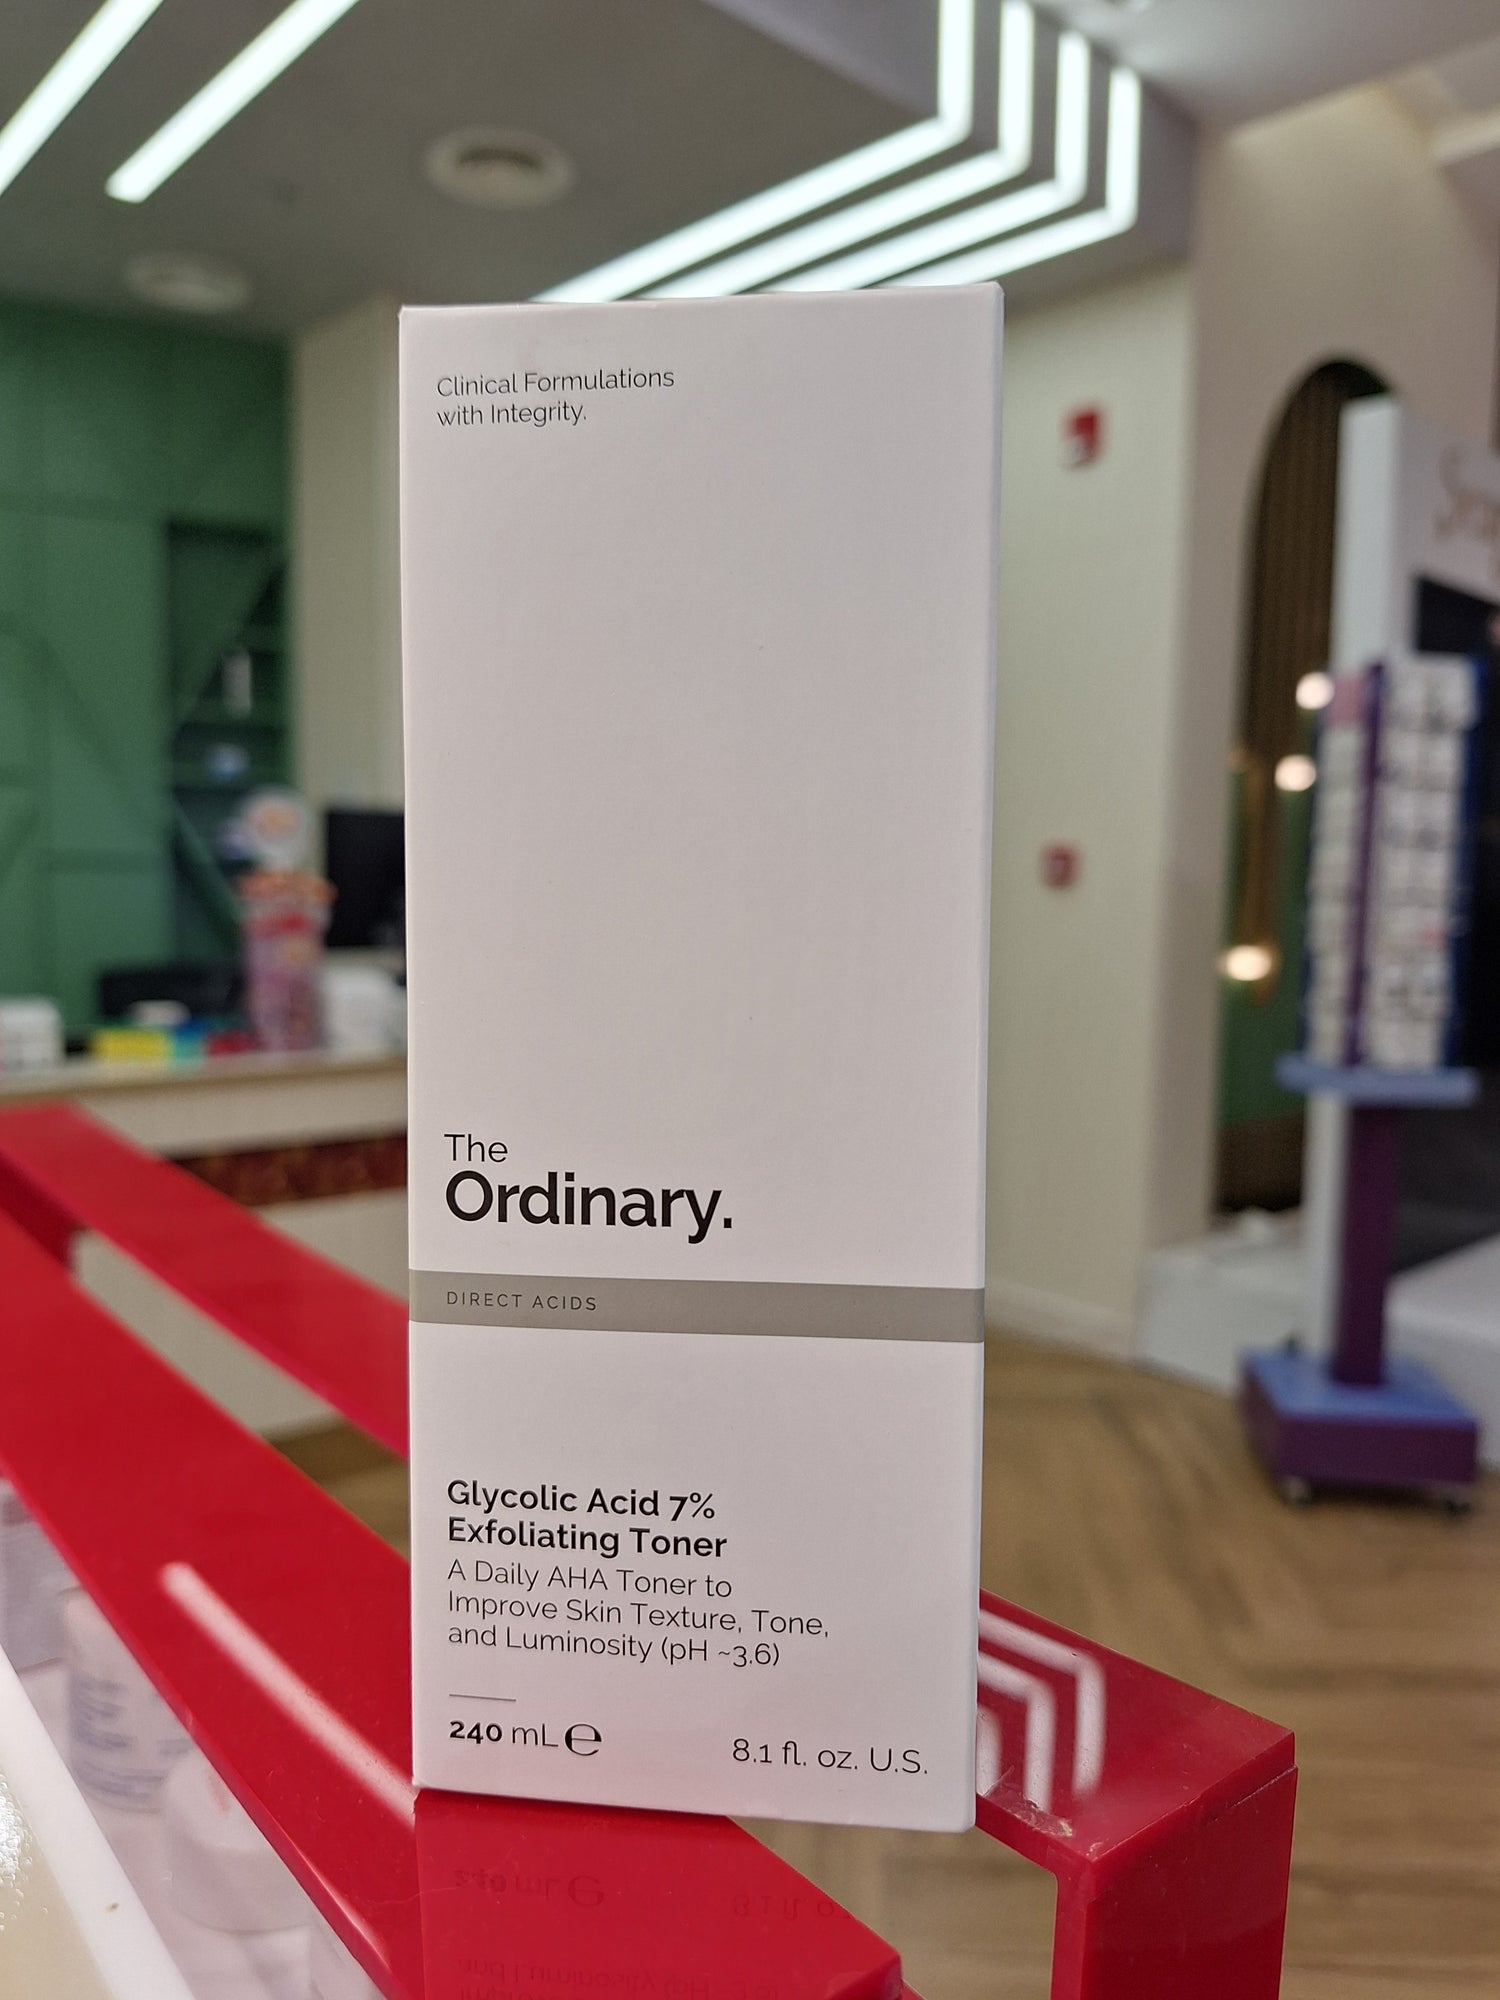 Clinical Formulations
with Integrity.
The
Ordinary.
DIRECT ACIDS
Glycolic Acid 7%
Exfoliating Toner
A Daily AHA Toner to
Improve Skin Texture, Tone,
and Luminosity (pH ~3.6)
240 mL ℮
8.1 fl. oz. U.S.